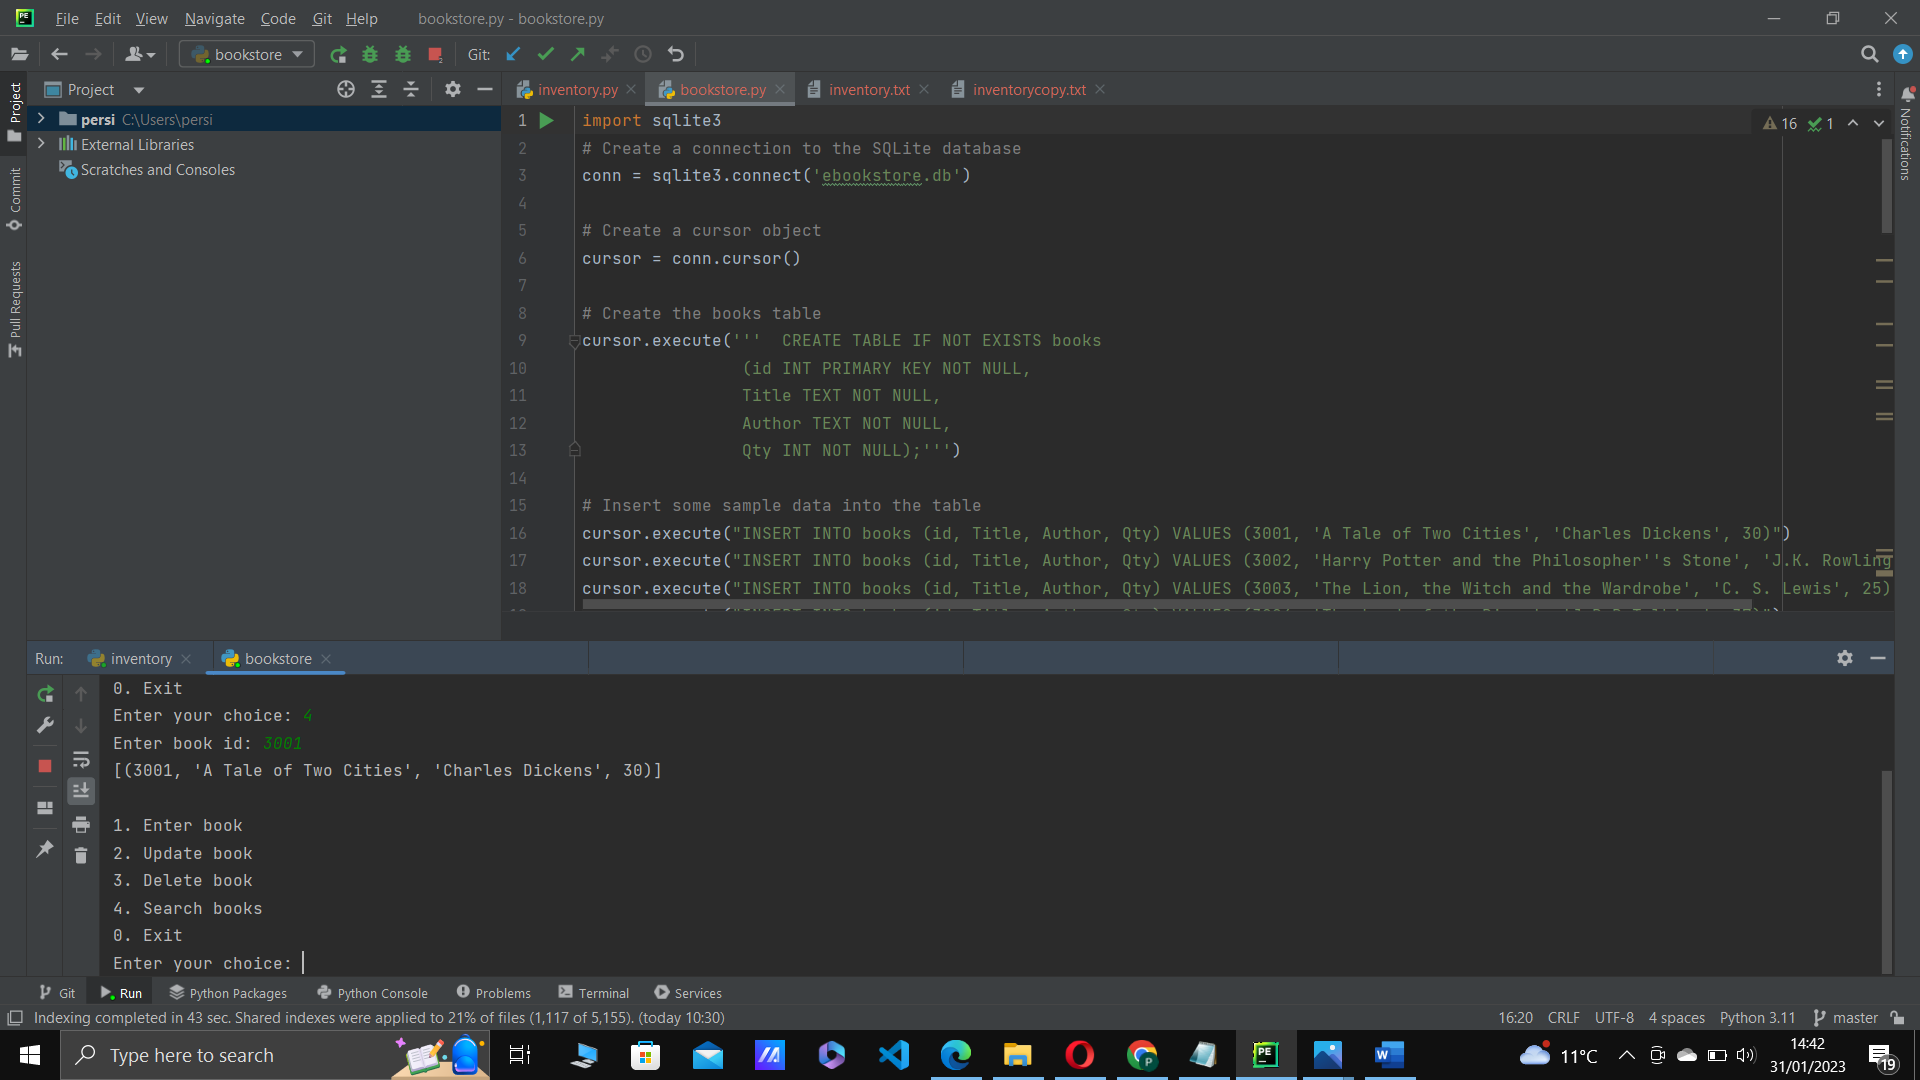 PE File Edit View Navigate Code Git Help bookstore.py - bookstore.py
bookstore Git:
Project
inventory.py bookstore.py inventory.txt inventorycopy.txt
persi C:\Users\persi
External Libraries
Scratches and Consoles
Project
Commit
Pull Requests
Notifications
16 1
1 import sqlite3
2 # Create a connection to the SQLite database
3 conn = sqlite3.connect('ebookstore.db')
4
5 # Create a cursor object
6 cursor = conn.cursor()
7
8 # Create the books table
9 cursor.execute(''' CREATE TABLE IF NOT EXISTS books
10 (id INT PRIMARY KEY NOT NULL,
11 Title TEXT NOT NULL,
12 Author TEXT NOT NULL,
13 Qty INT NOT NULL);''')
14
15 # Insert some sample data into the table
16 cursor.execute("INSERT INTO books (id, Title, Author, Qty) VALUES (3001, 'A Tale of Two Cities', 'Charles Dickens', 30)")
17 cursor.execute("INSERT INTO books (id, Title, Author, Qty) VALUES (3002, 'Harry Potter and the Philosopher''s Stone', 'J.K. Rowling
18 cursor.execute("INSERT INTO books (id, Title, Author, Qty) VALUES (3003, 'The Lion, the Witch and the Wardrobe', 'C. S. Lewis', 25)
Run: inventory bookstore
0. Exit
Enter your choice: 4
Enter book id: 3001
[(3001, 'A Tale of Two Cities', 'Charles Dickens', 30)]
1. Enter book
2. Update book
3. Delete book
4. Search books
0. Exit
Enter your choice:
Git Run Python Packages Python Console Problems Terminal Services
Indexing completed in 43 sec. Shared indexes were applied to 21% of files (1,117 of 5,155). (today 10:30)
16:20 CRLF UTF-8 4 spaces Python 3.11 master
Type here to search
PE
W
11°C
14:42
31/01/2023
19